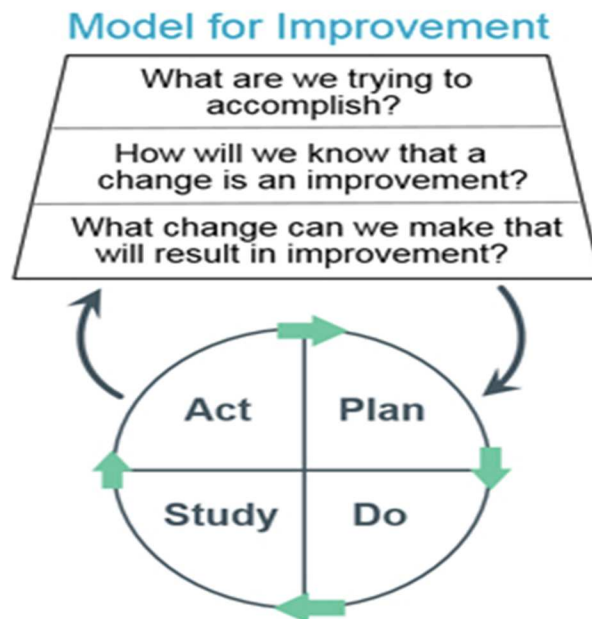 Model for Improvement
What are we trying to
accomplish?
How will we know that a
change is an improvement?
What change can we make that
will result in improvement?
Act
Plan
Study
Do